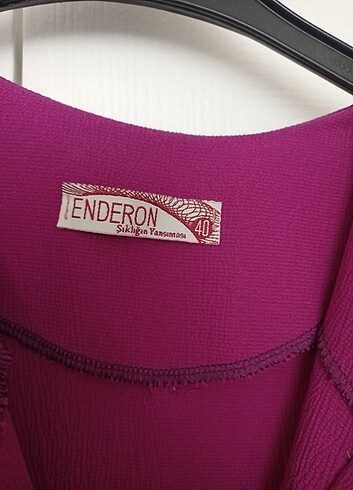 ENDERON
Şıklığın Yansıması
40